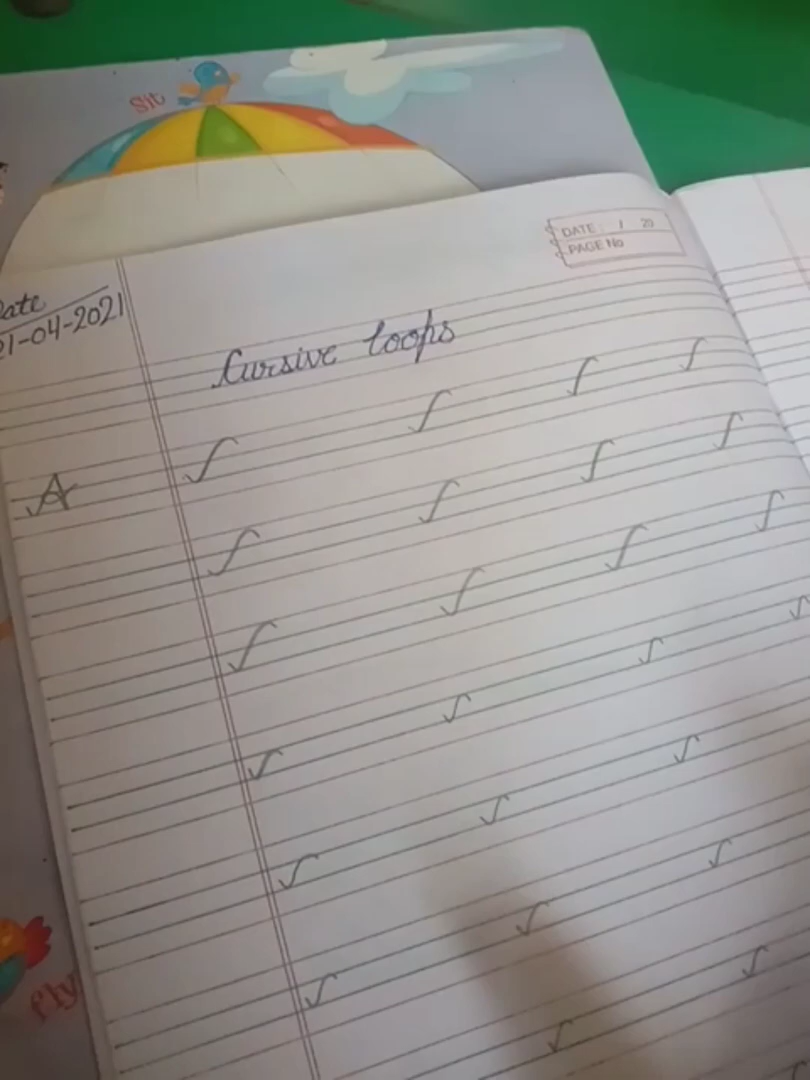 Sit
DATE: / 20
PAGE No
Date
21-04-2021
Cursive loops
A
fly